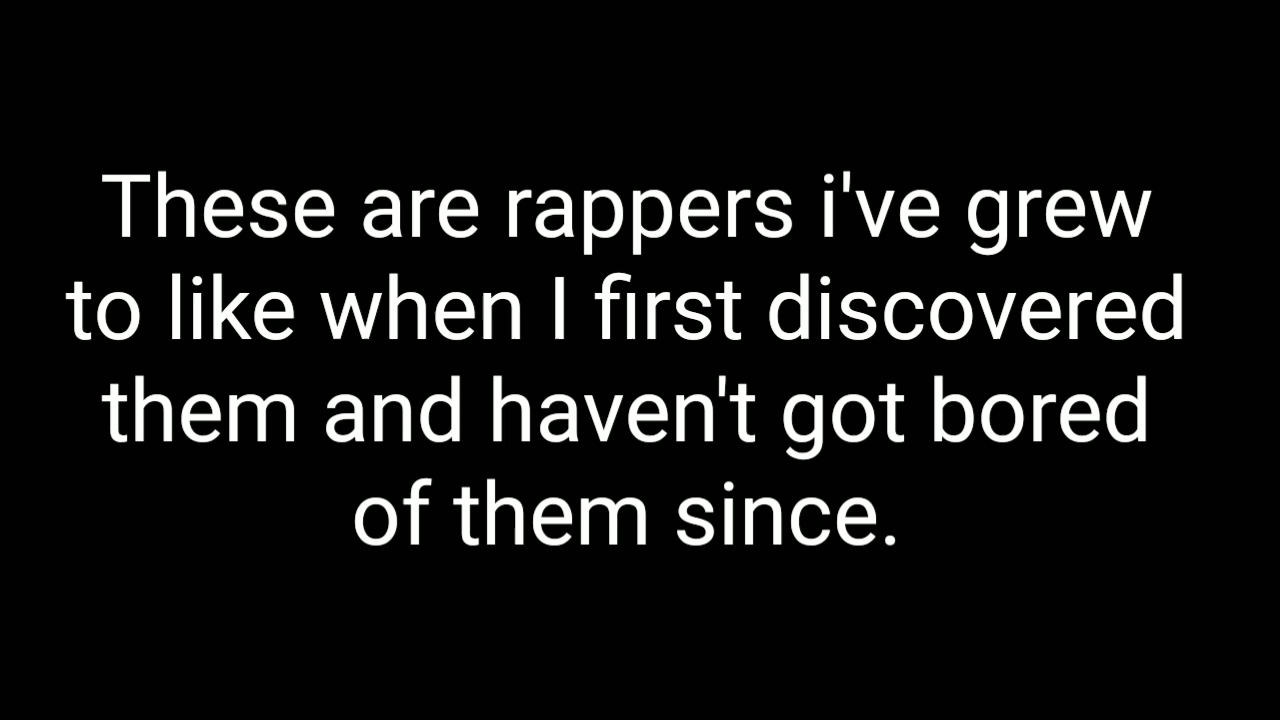 These are rappers i've grew
to like when I first discovered
them and haven't got bored
of them since.